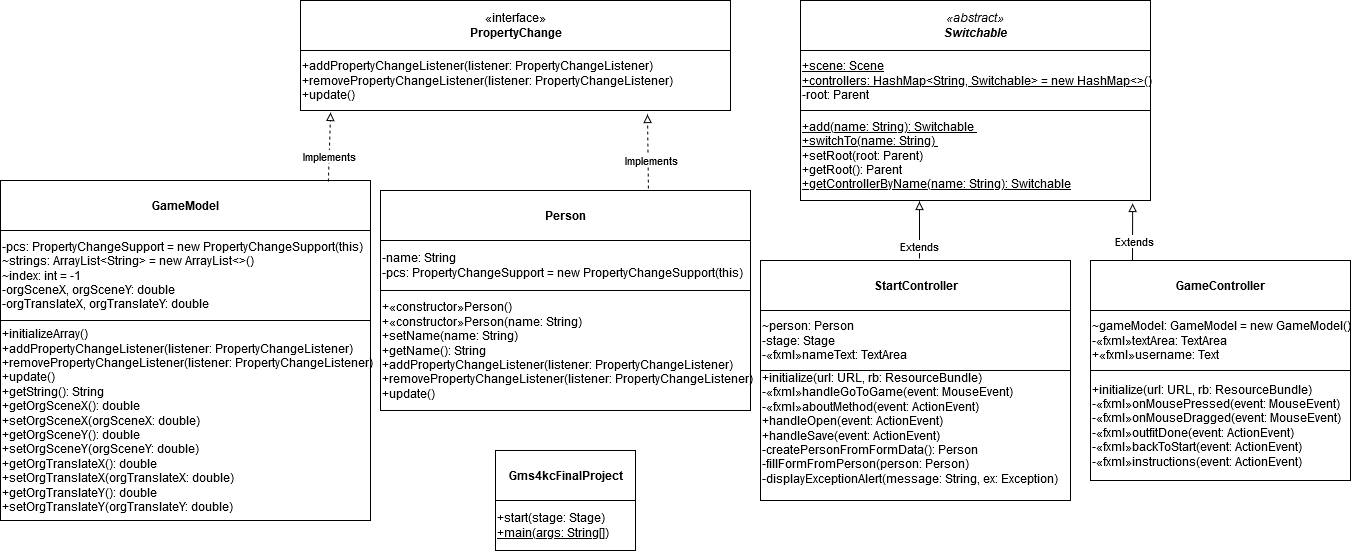 «interface»
PropertyChange
+addPropertyChangeListener(listener: PropertyChangeListener)
+removePropertyChangeListener(listener: PropertyChangeListener)
+update()
«abstract»
Switchable
+scene: Scene
+controllers: HashMap<String, Switchable> = new HashMap<>()
-root: Parent
+add(name: String): Switchable
+switchTo(name: String)
+setRoot(root: Parent)
+getRoot(): Parent
+getControllerByName(name: String): Switchable
Implements
Implements
Extends
Extends
GameModel
-pcs: PropertyChangeSupport = new PropertyChangeSupport(this)
~strings: ArrayList<String> = new ArrayList<>()
~index: int = -1
-orgSceneX, orgSceneY: double
-orgTranslateX, orgTranslateY: double
+initializeArray()
+addPropertyChangeListener(listener: PropertyChangeListener)
+removePropertyChangeListener(listener: PropertyChangeListener)
+update()
+getString(): String
+getOrgSceneX(): double
+setOrgSceneX(orgSceneX: double)
+getOrgSceneY(): double
+setOrgSceneY(orgSceneY: double)
+getOrgTranslateX(): double
+setOrgTranslateX(orgTranslateX: double)
+getOrgTranslateY(): double
+setOrgTranslateY(orgTranslateY: double)
Person
-name: String
-pcs: PropertyChangeSupport = new PropertyChangeSupport(this)
+«constructor»Person()
+«constructor»Person(name: String)
+setName(name: String)
+getName(): String
+addPropertyChangeListener(listener: PropertyChangeListener)
+removePropertyChangeListener(listener: PropertyChangeListener)
+update()
StartController
~person: Person
-stage: Stage
-«fxml»nameText: TextArea
+initialize(url: URL, rb: ResourceBundle)
-«fxml»handleGoToGame(event: MouseEvent)
-«fxml»aboutMethod(event: ActionEvent)
+handleOpen(event: ActionEvent)
+handleSave(event: ActionEvent)
-createPersonFromFormData(): Person
-fillFormFromPerson(person: Person)
-displayExceptionAlert(message: String, ex: Exception)
GameController
~gameModel: GameModel = new GameModel()
-«fxml»textArea: TextArea
+«fxml»username: Text
+initialize(url: URL, rb: ResourceBundle)
-«fxml»onMousePressed(event: MouseEvent)
-«fxml»onMouseDragged(event: MouseEvent)
-«fxml»outfitDone(event: ActionEvent)
-«fxml»backToStart(event: ActionEvent)
-«fxml»instructions(event: ActionEvent)
Gms4kcFinalProject
+start(stage: Stage)
+main(args: String[])